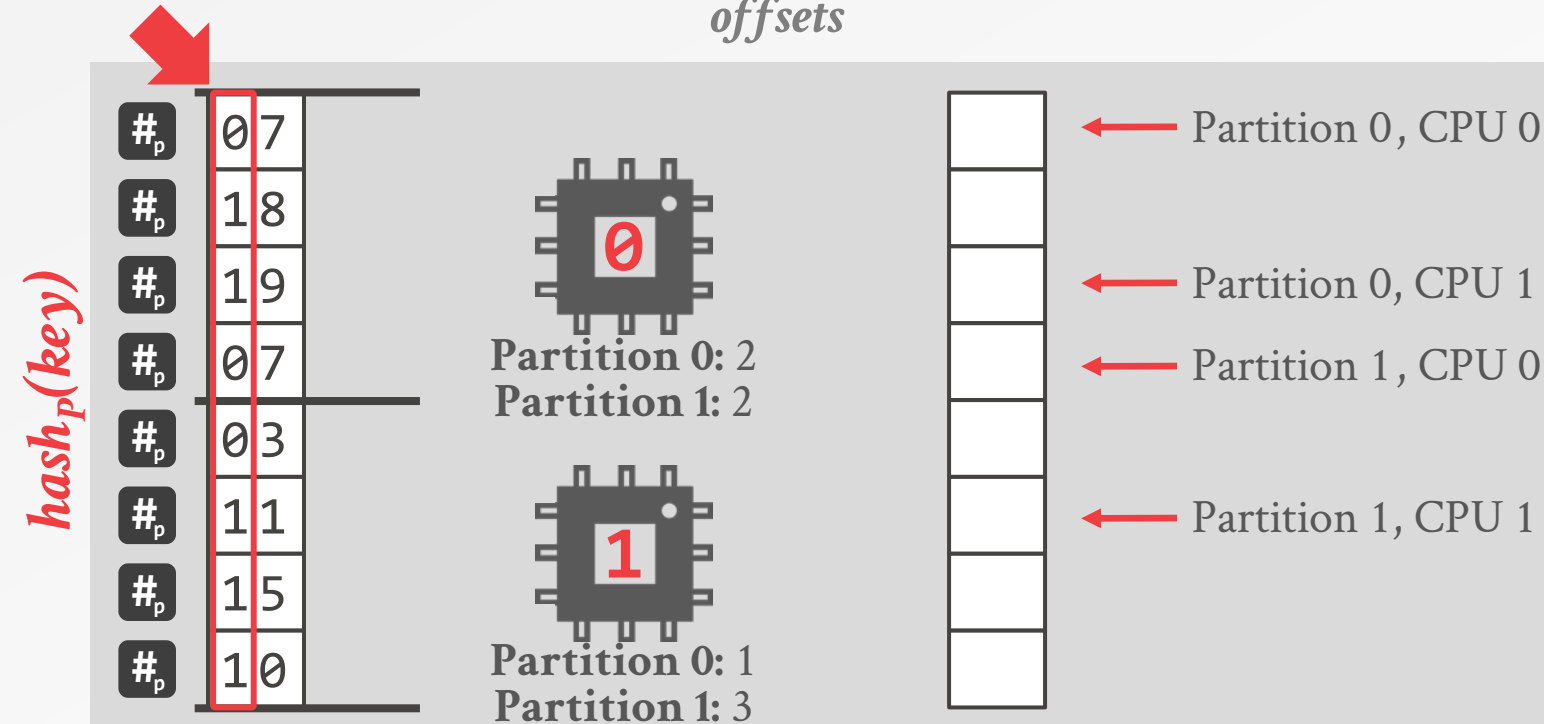 offsets
hashP(key)
#p 07
#p 18
#p 19
#p 07
#p 03
#p 11
#p 15
#p 10
0
Partition 0: 2
Partition 1: 2
1
Partition 0: 1
Partition 1: 3
Partition 0, CPU 0
Partition 0, CPU 1
Partition 1, CPU 0
Partition 1, CPU 1